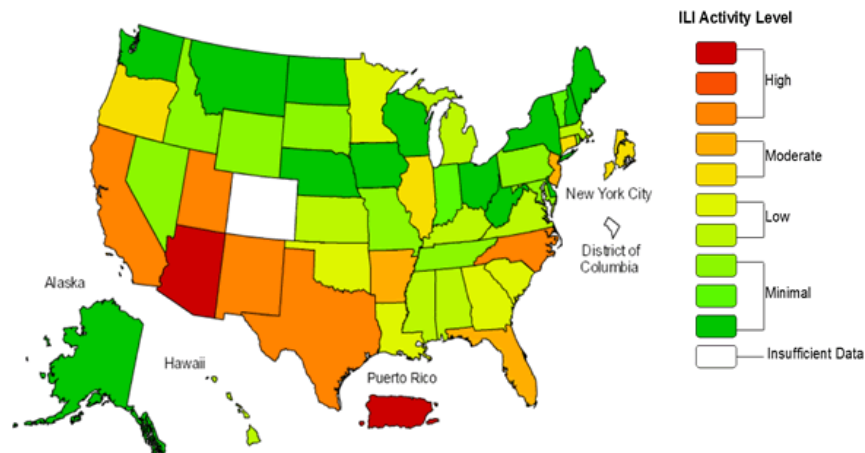 ILI Activity Level
High
Moderate
New York City
Low
District of
Columbia
Alaska
Minimal
Hawaii
Insufficient Data
Puerto Rico